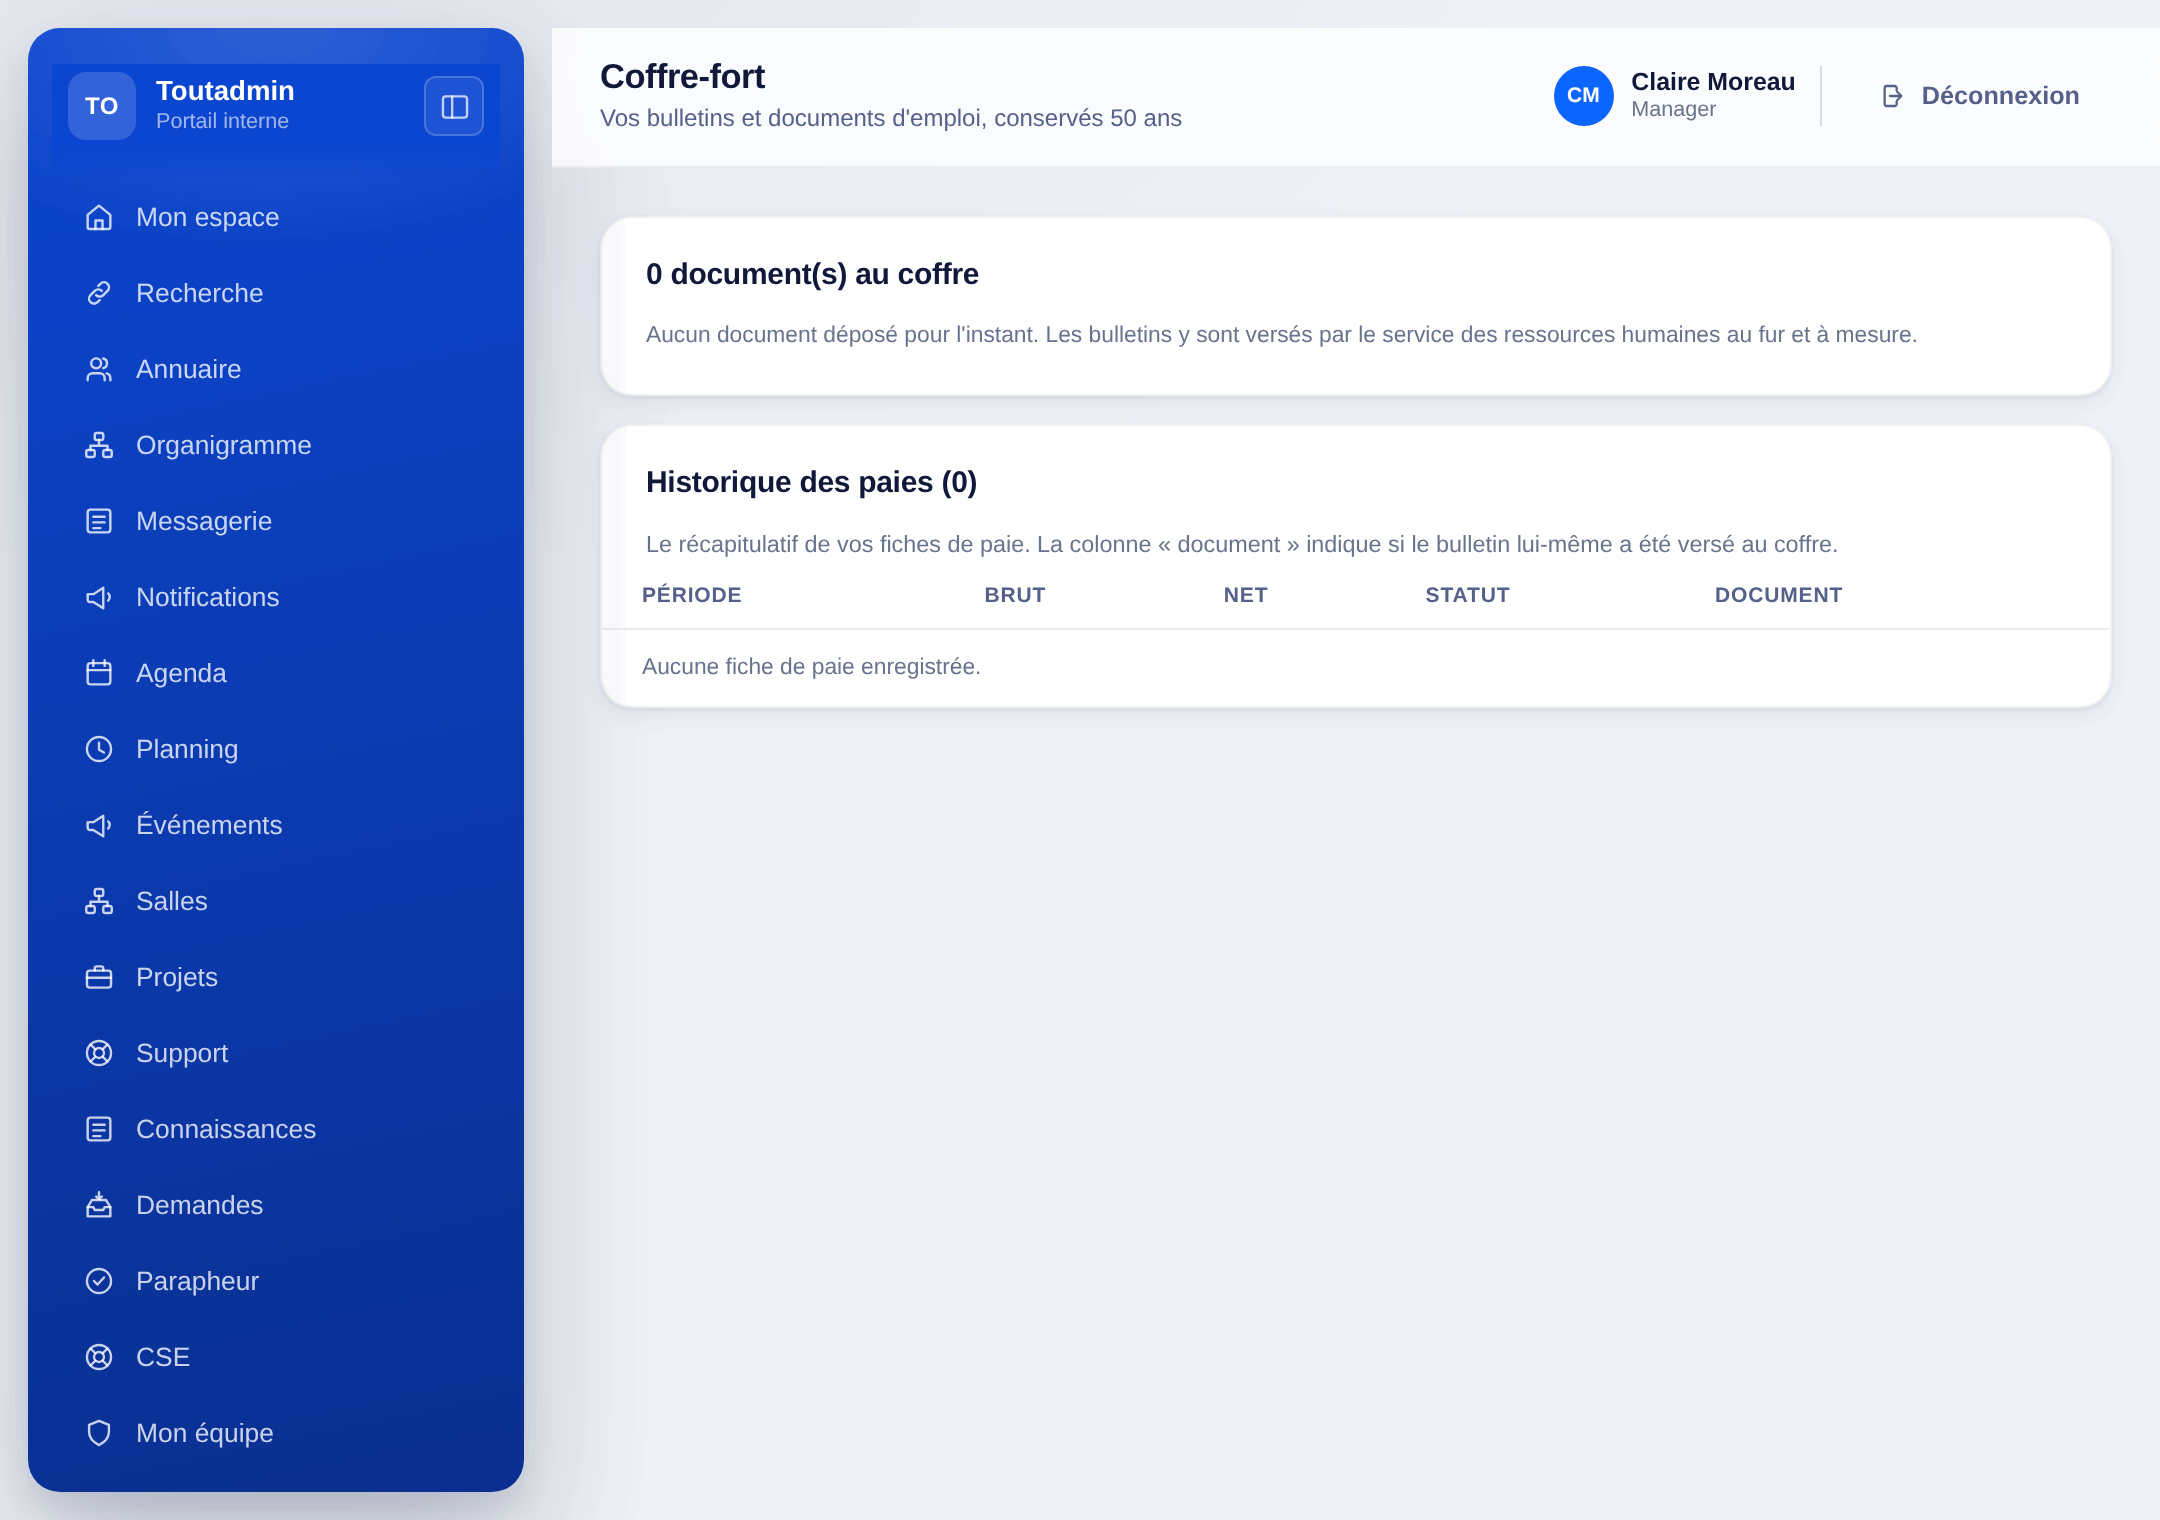 TO
Toutadmin
Portail interne
Mon espace
Recherche
Annuaire
Organigramme
Messagerie
Notifications
Agenda
Planning
Événements
Salles
Projets
Support
Connaissances
Demandes
Parapheur
CSE
Mon équipe
Coffre-fort
Vos bulletins et documents d'emploi, conservés 50 ans
CM
Claire Moreau
Manager
Déconnexion
0 document(s) au coffre
Aucun document déposé pour l'instant. Les bulletins y sont versés par le service des ressources humaines au fur et à mesure.
Historique des paies (0)
Le récapitulatif de vos fiches de paie. La colonne « document » indique si le bulletin lui-même a été versé au coffre.
PÉRIODE BRUT NET STATUT DOCUMENT
Aucune fiche de paie enregistrée.